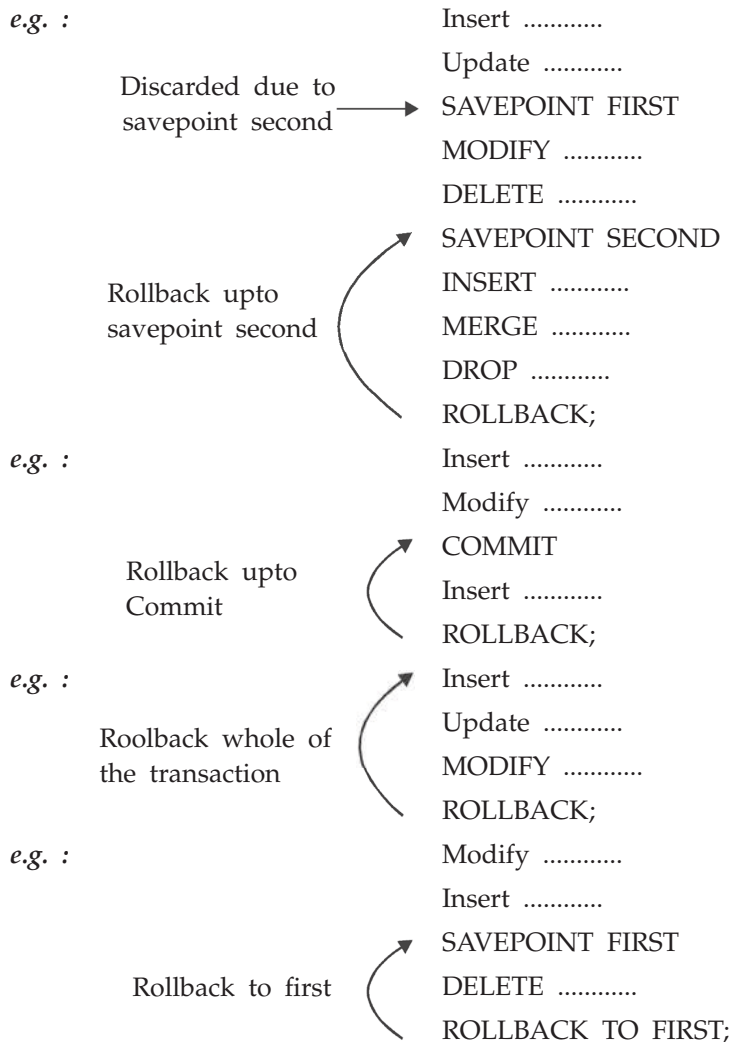 e.g. : Insert ............
Update ............
Discarded due to
savepoint second
SAVEPOINT FIRST
MODIFY ............
DELETE ............
SAVEPOINT SECOND
Rollback upto
savepoint second
INSERT ............
MERGE ............
DROP ............
ROLLBACK;
e.g. : Insert ............
Modify ............
COMMIT
Rollback upto
Commit
Insert ............
ROLLBACK;
e.g. : Insert ............
Update ............
Roolback whole of
the transaction
MODIFY ............
ROLLBACK;
e.g. : Modify ............
Insert ............
SAVEPOINT FIRST
Rollback to first
DELETE ............
ROLLBACK TO FIRST;